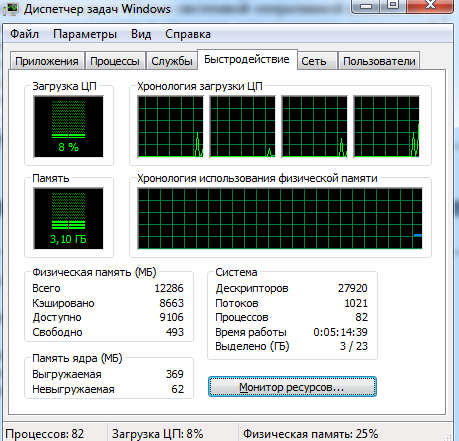 Диспетчер задач Windows
Файл Параметры Вид Справка
Приложения Процессы Службы Быстродействие Сеть Пользователи
Загрузка ЦП Хронология загрузки ЦП
8 %
Память Хронология использования физической памяти
3,10 ГБ
Физическая память (МБ)
Всего 12286
Кэшировано 8663
Доступно 9106
Свободно 493
Система
Дескрипторов 27920
Потоков 1021
Процессов 82
Время работы 0:05:14:39
Выделено (ГБ) 3 / 23
Память ядра (МБ)
Выгружаемая 369
Невыгружаемая 62
Монитор ресурсов...
Процессов: 82 Загрузка ЦП: 8% Физическая память: 25%